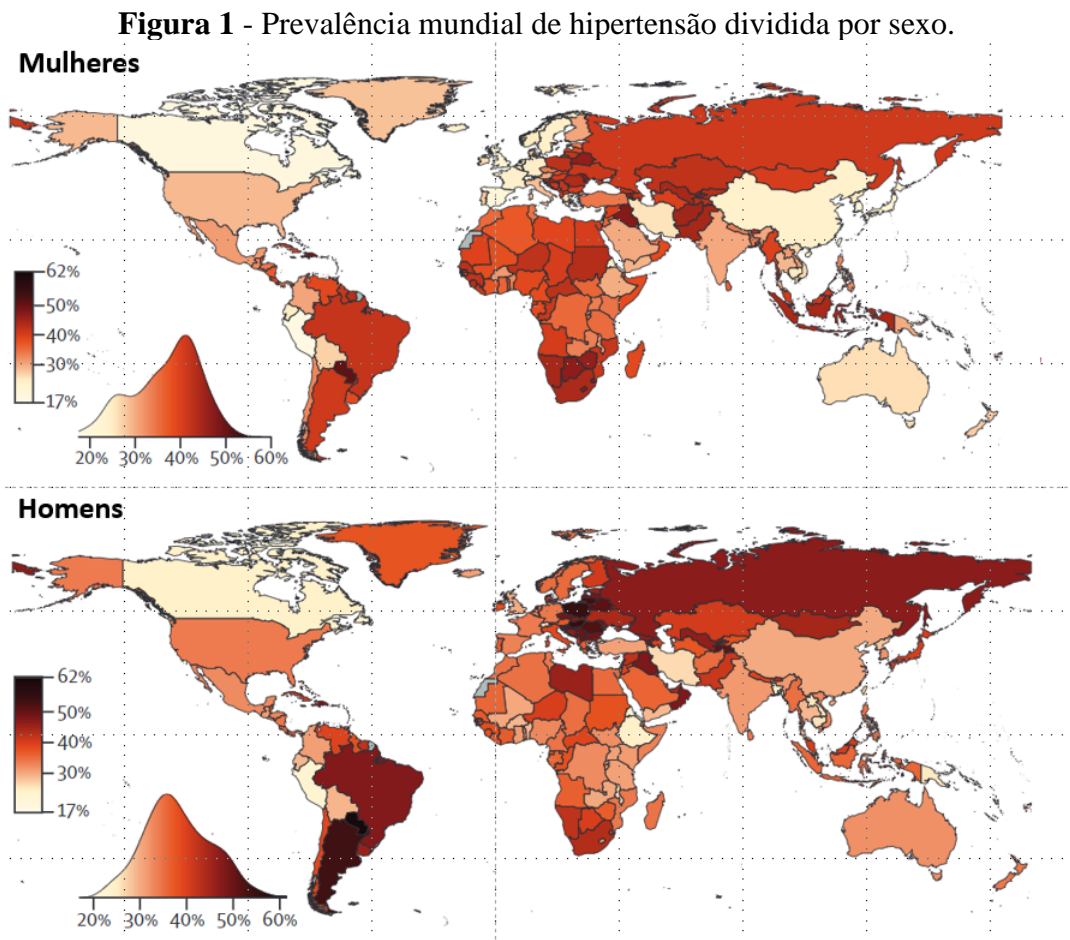 Figura 1 - Prevalência mundial de hipertensão dividida por sexo.
Mulheres
62%
50%
40%
30%
17%
20% 30% 40% 50% 60%
Homens
62%
50%
40%
30%
17%
20% 30% 40% 50% 60%